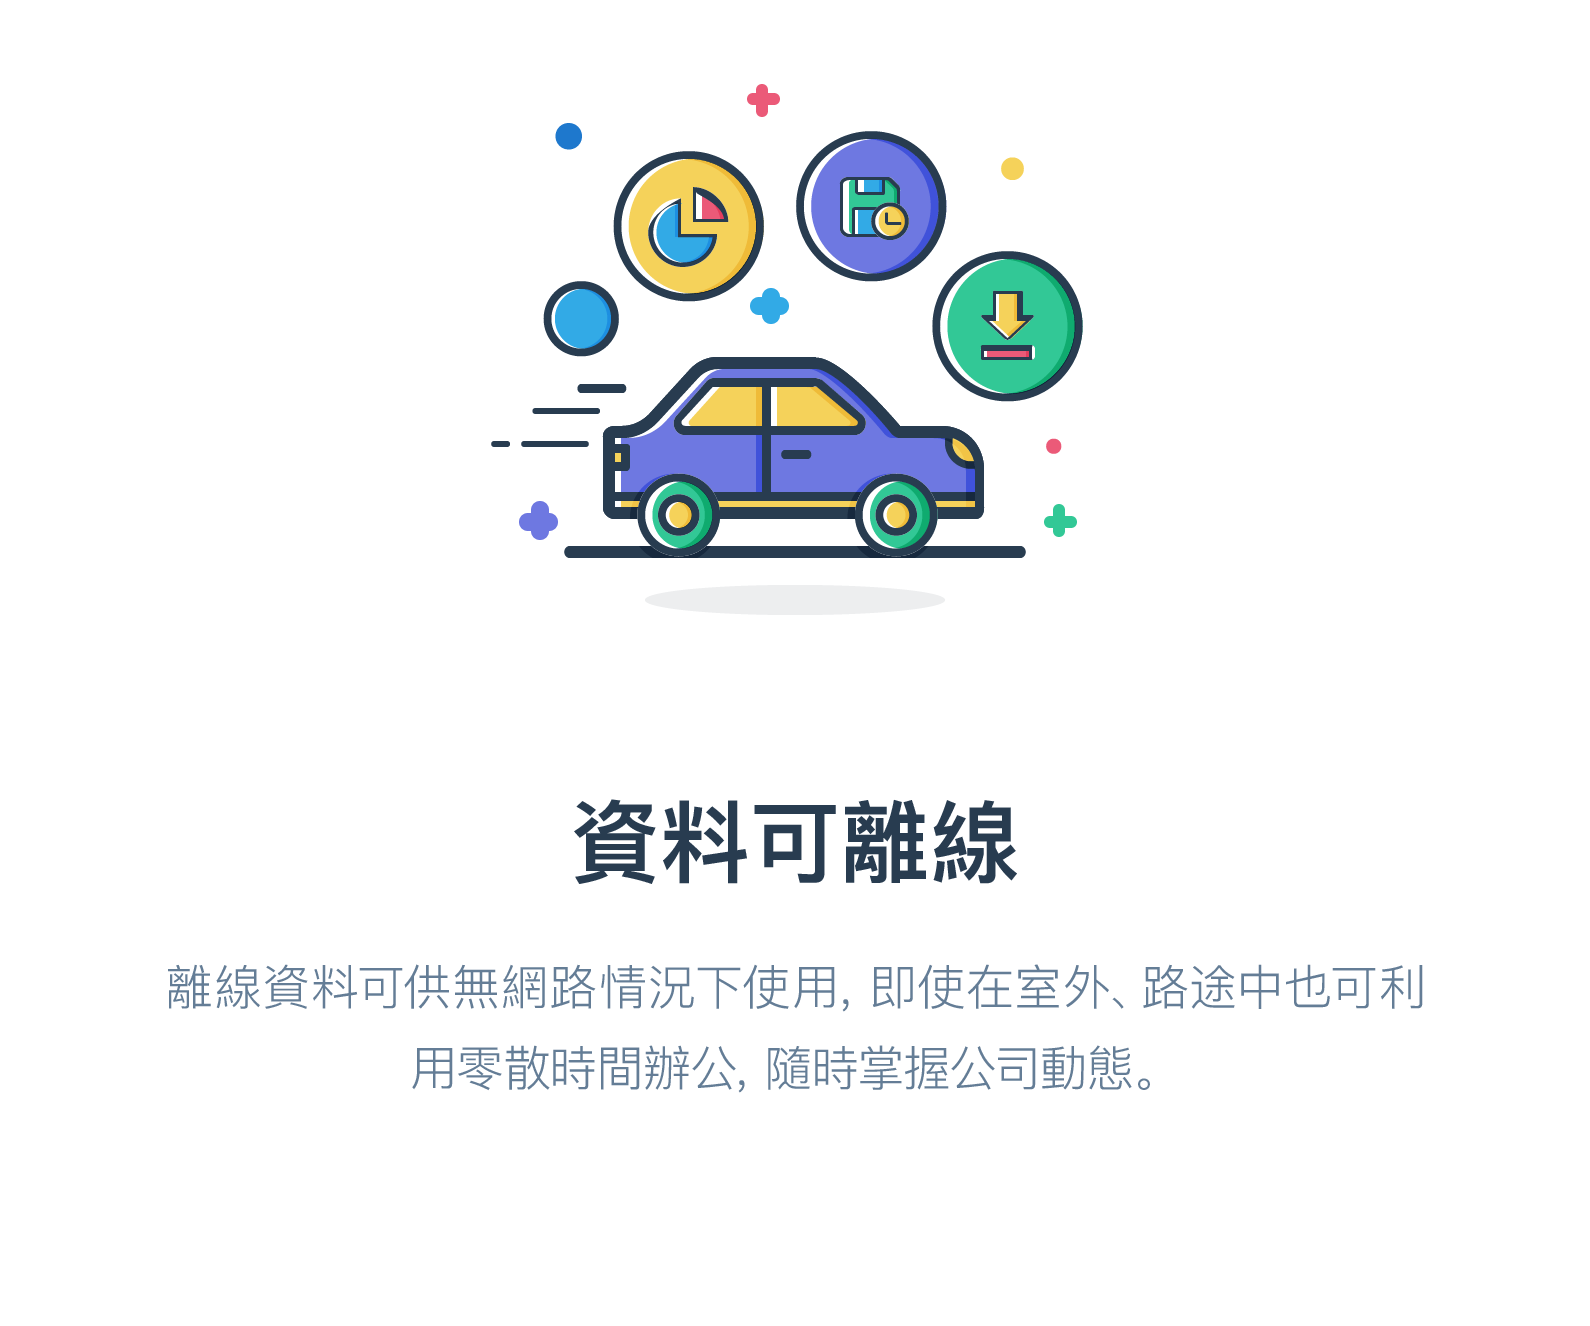 資料可離線
離線資料可供無網路情況下使用，即使在室外、路途中也可利
用零散時間辦公，隨時掌握公司動態。